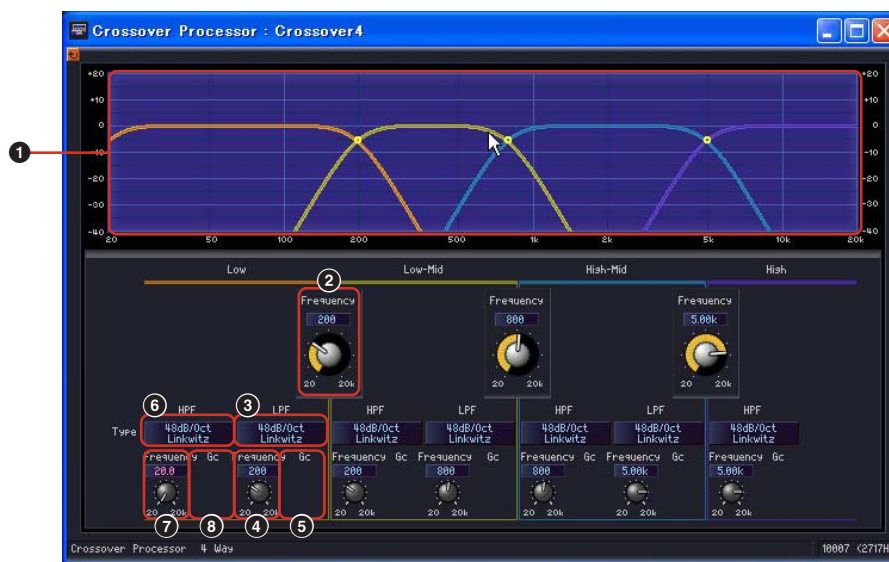 Crossover Processor : Crossover4
+20 +20
+10 +10
0 0
❶ -10 -10
-20 -20
-30 -30
-40 -40
20 50 100 200 500 1k 2k 5k 10k 20k
Low Low-Mid High-Mid High
②
Frequency Frequency Frequency
200 800 5.00k
20 20k 20 20k 20 20k
⑥ HPF ③ LPF HPF LPF HPF LPF HPF
Type 48dB/Oct 48dB/Oct 48dB/Oct 48dB/Oct 48dB/Oct 48dB/Oct 48dB/Oct
Linkwitz Linkwitz Linkwitz Linkwitz Linkwitz Linkwitz Linkwitz
Frequency Gc Frequency Gc Frequency Gc Frequency Gc Frequency Gc Frequency Gc Frequency Gc
20.0 200 200 800 800 5.00k 5.00k
20 20k 20 20k 20 20k 20 20k 20 20k 20 20k 20 20k
⑦ ⑧ ④ ⑤
Crossover Processor 4 Way 10007 (2717H